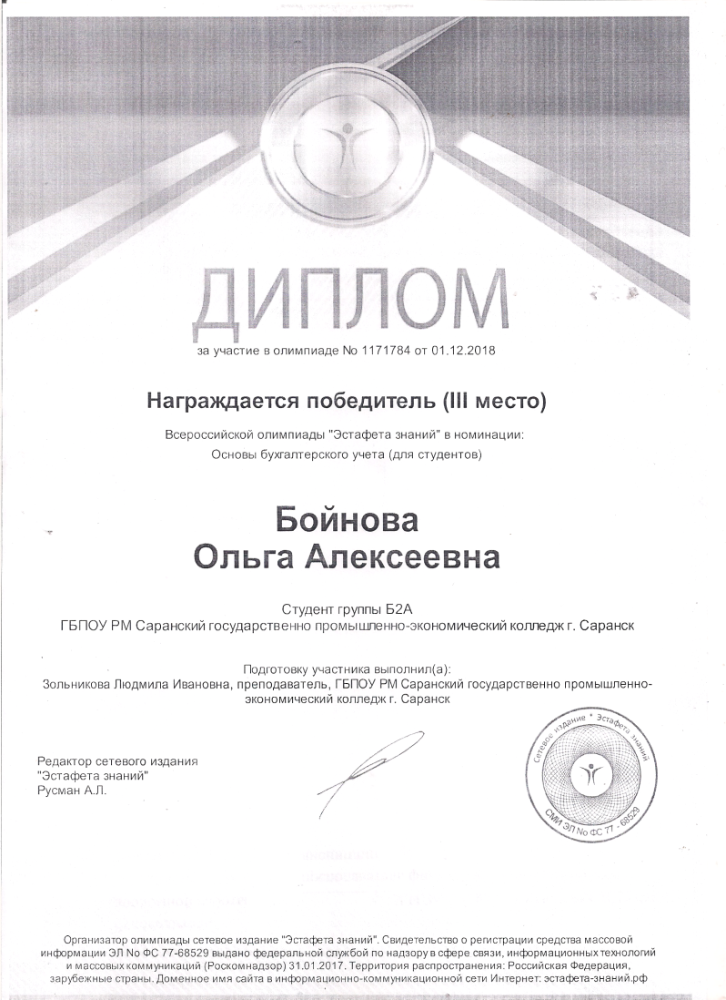 ДИПЛОМ
за участие в олимпиаде No 1171784 от 01.12.2018
Награждается победитель (III место)
Всероссийской олимпиады "Эстафета знаний" в номинации:
Основы бухгалтерского учета (для студентов)
Бойнова
Ольга Алексеевна
Студент группы Б2А
ГБПОУ РМ Саранский государственно промышленно-экономический колледж г. Саранск
Подготовку участника выполнил(а):
Зольникова Людмила Ивановна, преподаватель, ГБПОУ РМ Саранский государственно промышленно-
экономический колледж г. Саранск
Редактор сетевого издания
"Эстафета знаний"
Русман А.Л.
Сетевое издание * Эстафета знаний
СМИ ЭЛ No ФС 77 - 68529
Организатор олимпиады сетевое издание "Эстафета знаний". Свидетельство о регистрации средства массовой
информации ЭЛ No ФС 77-68529 выдано федеральной службой по надзору в сфере связи, информационных технологий
и массовых коммуникаций (Роскомнадзор) 31.01.2017. Территория распространения: Российская Федерация,
зарубежные страны. Доменное имя сайта в информационно-коммуникационной сети Интернет: эстафета-знаний.рф